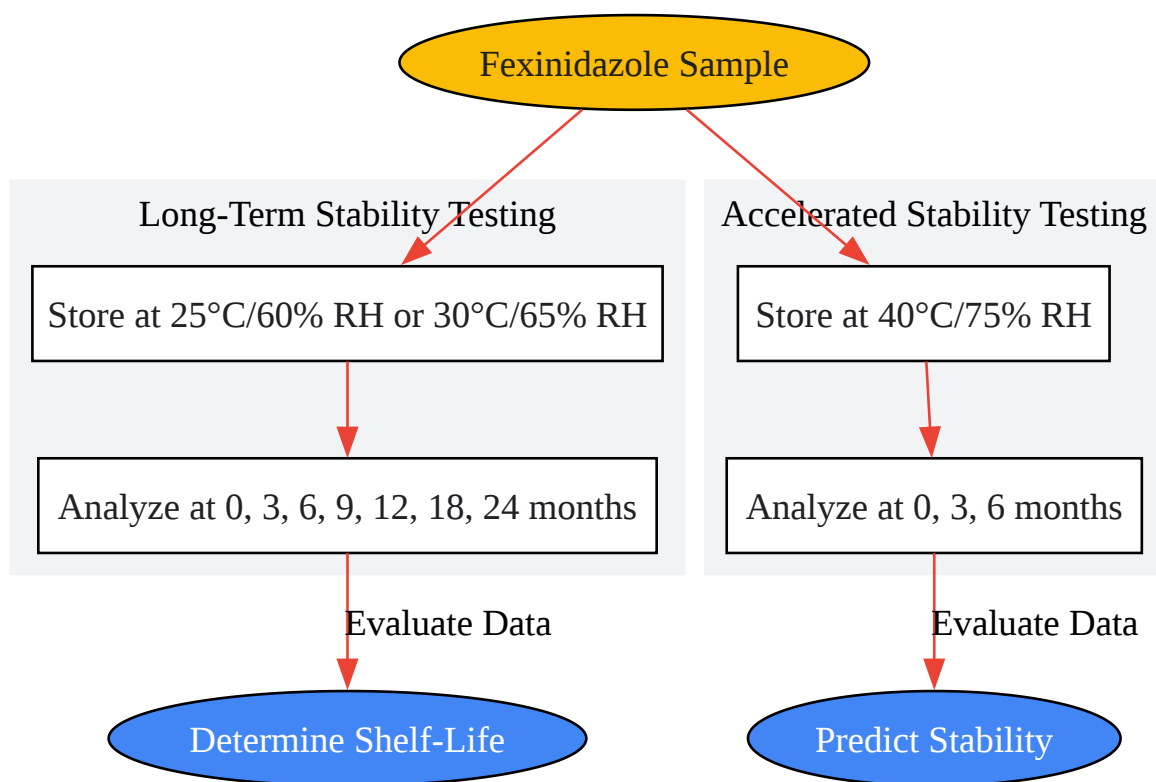 Fexinidazole Sample
Long-Term Stability Testing
Store at 25°C/60% RH or 30°C/65% RH
Analyze at 0, 3, 6, 9, 12, 18, 24 months
Evaluate Data
Determine Shelf-Life
Accelerated Stability Testing
Store at 40°C/75% RH
Analyze at 0, 3, 6 months
Evaluate Data
Predict Stability